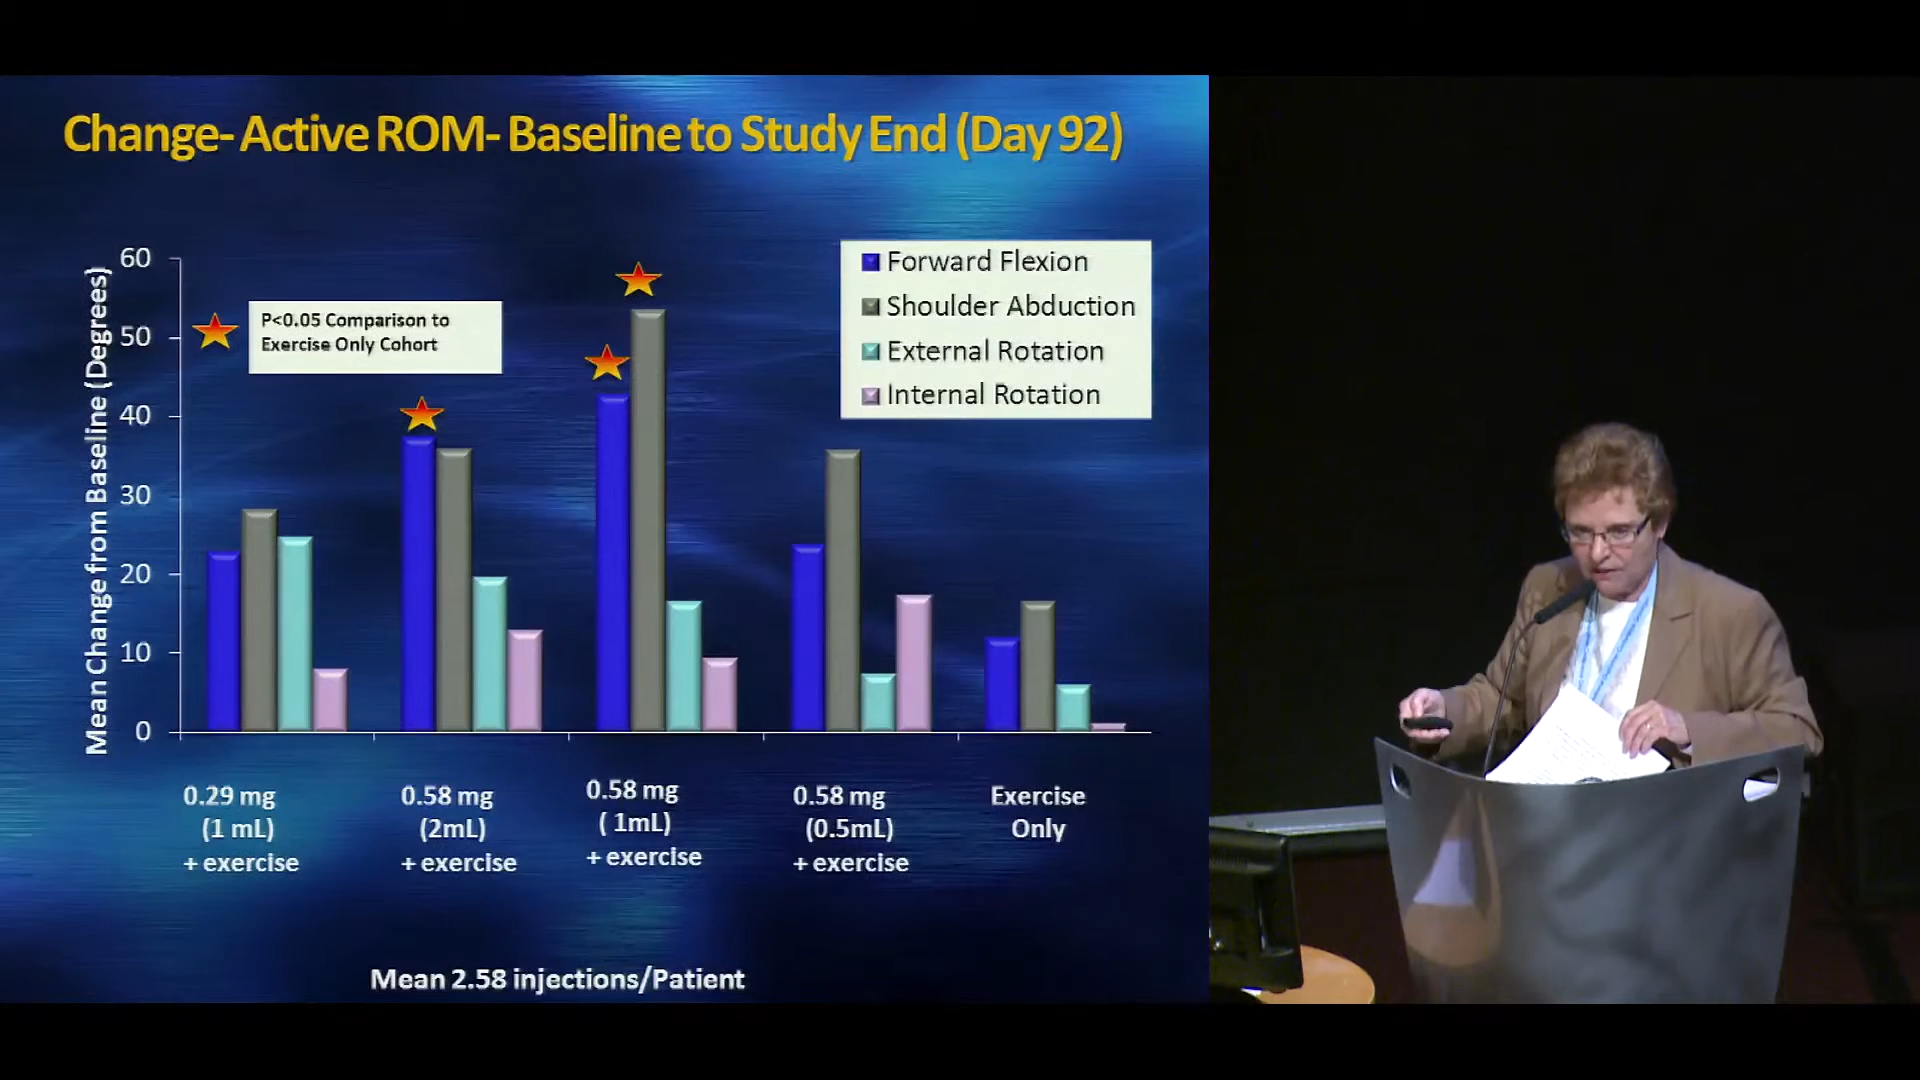 Change- Active ROM- Baseline to Study End (Day 92)
Mean Change from Baseline (Degrees)
60
50
40
30
20
10
0
P<0.05 Comparison to
Exercise Only Cohort
Forward Flexion
Shoulder Abduction
External Rotation
Internal Rotation
0.29 mg
(1 mL)
+ exercise
0.58 mg
(2mL)
+ exercise
0.58 mg
( 1mL)
+ exercise
0.58 mg
(0.5mL)
+ exercise
Exercise
Only
Mean 2.58 injections/Patient